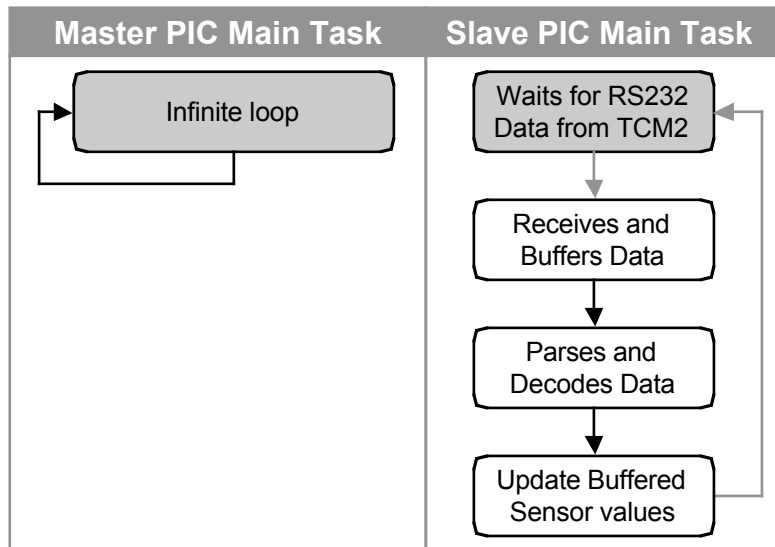 Master PIC Main Task
Infinite loop
Slave PIC Main Task
Waits for RS232
Data from TCM2
Receives and
Buffers Data
Parses and
Decodes Data
Update Buffered
Sensor values